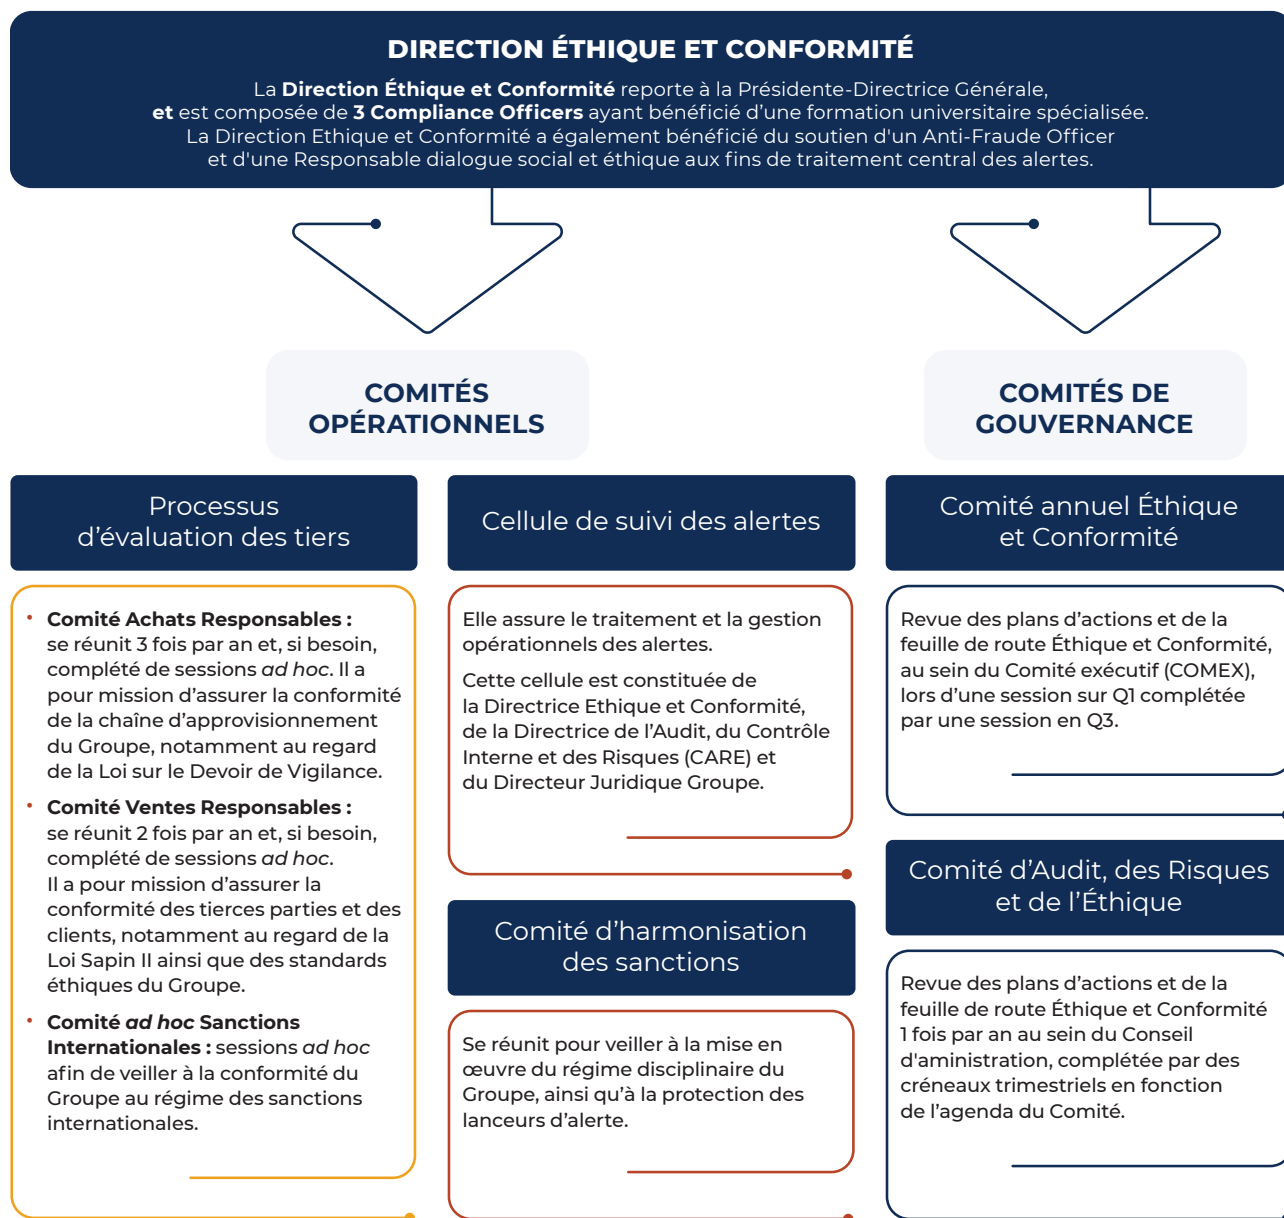 DIRECTION ÉTHIQUE ET CONFORMITÉ
La Direction Éthique et Conformité reporte à la Présidente-Directrice Générale,
et est composée de 3 Compliance Officers ayant bénéficié d’une formation universitaire spécialisée.
La Direction Ethique et Conformité a également bénéficié du soutien d'un Anti-Fraude Officer
et d'une Responsable dialogue social et éthique aux fins de traitement central des alertes.
COMITÉS
OPÉRATIONNELS
COMITÉS DE
GOUVERNANCE
Processus
d’évaluation des tiers
• Comité Achats Responsables :
se réunit 3 fois par an et, si besoin,
complété de sessions ad hoc. Il a
pour mission d’assurer la conformité
de la chaîne d’approvisionnement
du Groupe, notamment au regard
de la Loi sur le Devoir de Vigilance.
• Comité Ventes Responsables :
se réunit 2 fois par an et, si besoin,
complété de sessions ad hoc.
Il a pour mission d’assurer la
conformité des tierces parties et des
clients, notamment au regard de la
Loi Sapin II ainsi que des standards
éthiques du Groupe.
• Comité ad hoc Sanctions
Internationales : sessions ad hoc
afin de veiller à la conformité du
Groupe au régime des sanctions
internationales.
Cellule de suivi des alertes
Elle assure le traitement et la gestion
opérationnels des alertes.
Cette cellule est constituée de
la Directrice Ethique et Conformité,
de la Directrice de l’Audit, du Contrôle
Interne et des Risques (CARE) et
du Directeur Juridique Groupe.
Comité d’harmonisation
des sanctions
Se réunit pour veiller à la mise en
œuvre du régime disciplinaire du
Groupe, ainsi qu’à la protection des
lanceurs d’alerte.
Comité annuel Éthique
et Conformité
Revue des plans d’actions et de la
feuille de route Éthique et Conformité,
au sein du Comité exécutif (COMEX),
lors d’une session sur Q1 complétée
par une session en Q3.
Comité d’Audit, des Risques
et de l’Éthique
Revue des plans d’actions et de la
feuille de route Éthique et Conformité
1 fois par an au sein du Conseil
d'aministration, complétée par des
créneaux trimestriels en fonction
de l’agenda du Comité.